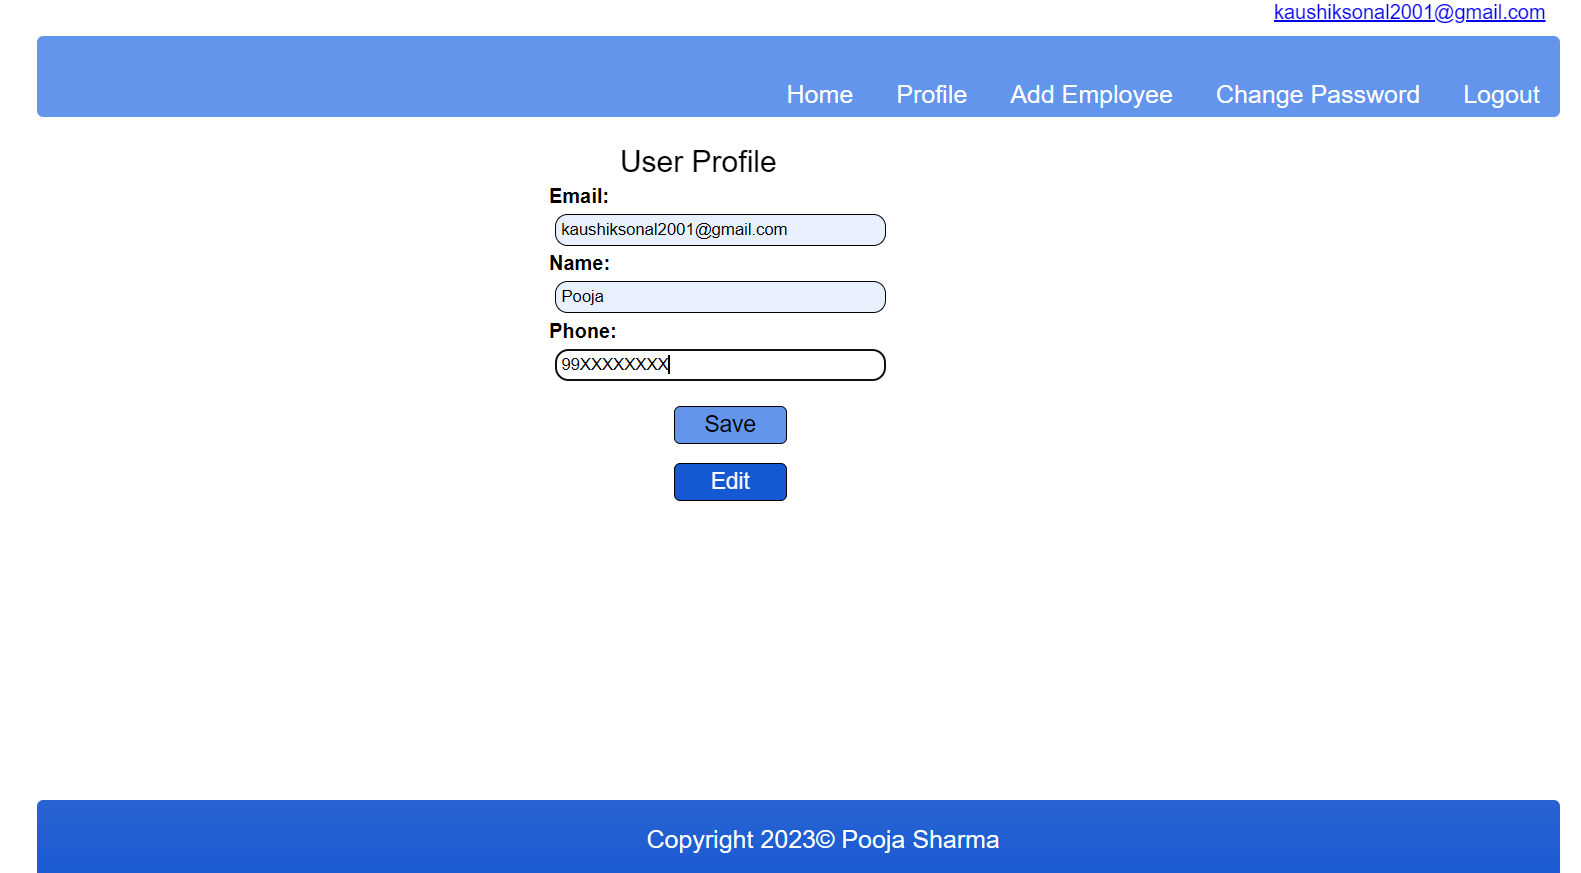 kaushiksonal2001@gmail.com
Home Profile Add Employee Change Password Logout
User Profile
Email:
kaushiksonal2001@gmail.com
Name:
Pooja
Phone:
99XXXXXXXX
Save
Edit
Copyright 2023© Pooja Sharma